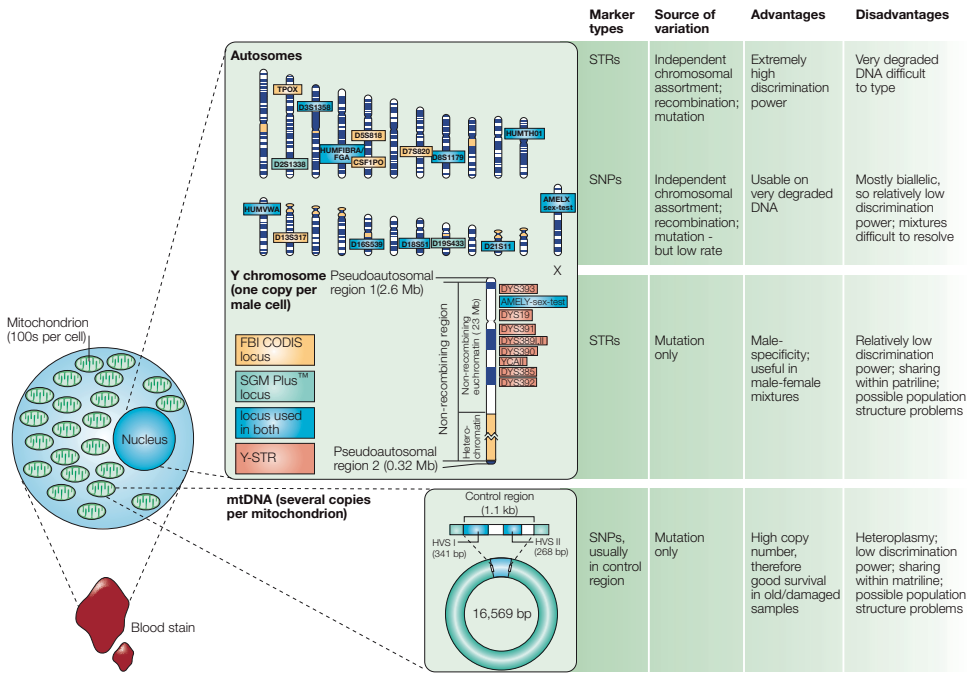 Marker types
Source of variation
Advantages
Disadvantages
Autosomes
TPOX
D3S1358
D2S1338
HUMFIBRA/
FGA
D5S818
CSF1PO
D7S820
D8S1179
HUMTH01
HUMVWA
D13S317
D16S539
D18S51
D19S433
D21S11
AMELX
sex-test
X
STRs
Independent
chromosomal
assortment;
recombination;
mutation
Extremely
high
discrimination
power
Very degraded
DNA difficult
to type
SNPs
Independent
chromosomal
assortment;
recombination;
mutation -
but low rate
Usable on
very degraded
DNA
Mostly biallelic,
so relatively low
discrimination
power; mixtures
difficult to resolve
Y chromosome
(one copy per
male cell)
Pseudoautosomal
region 1(2.6 Mb)
Non-recombining region
Non-recombining
euchromatin (23 Mb)
Hetero-
chromatin
Pseudoautosomal
region 2 (0.32 Mb)
DYS393
AMELY-sex-test
DYS19
DYS391
DYS389I,II
DYS390
YCAII
DYS385
DYS392
FBI CODIS
locus
SGM Plus™
locus
locus used
in both
Y-STR
STRs
Mutation
only
Male-
specificity;
useful in
male-female
mixtures
Relatively low
discrimination
power; sharing
within patriline;
possible population
structure problems
Mitochondrion
(100s per cell)
Nucleus
Blood stain
mtDNA (several copies
per mitochondrion)
Control region
(1.1 kb)
HVS I
(341 bp)
HVS II
(268 bp)
16,569 bp
SNPs,
usually
in control
region
Mutation
only
High copy
number,
therefore
good survival
in old/damaged
samples
Heteroplasmy;
low discrimination
power; sharing
within matriline;
possible population
structure problems